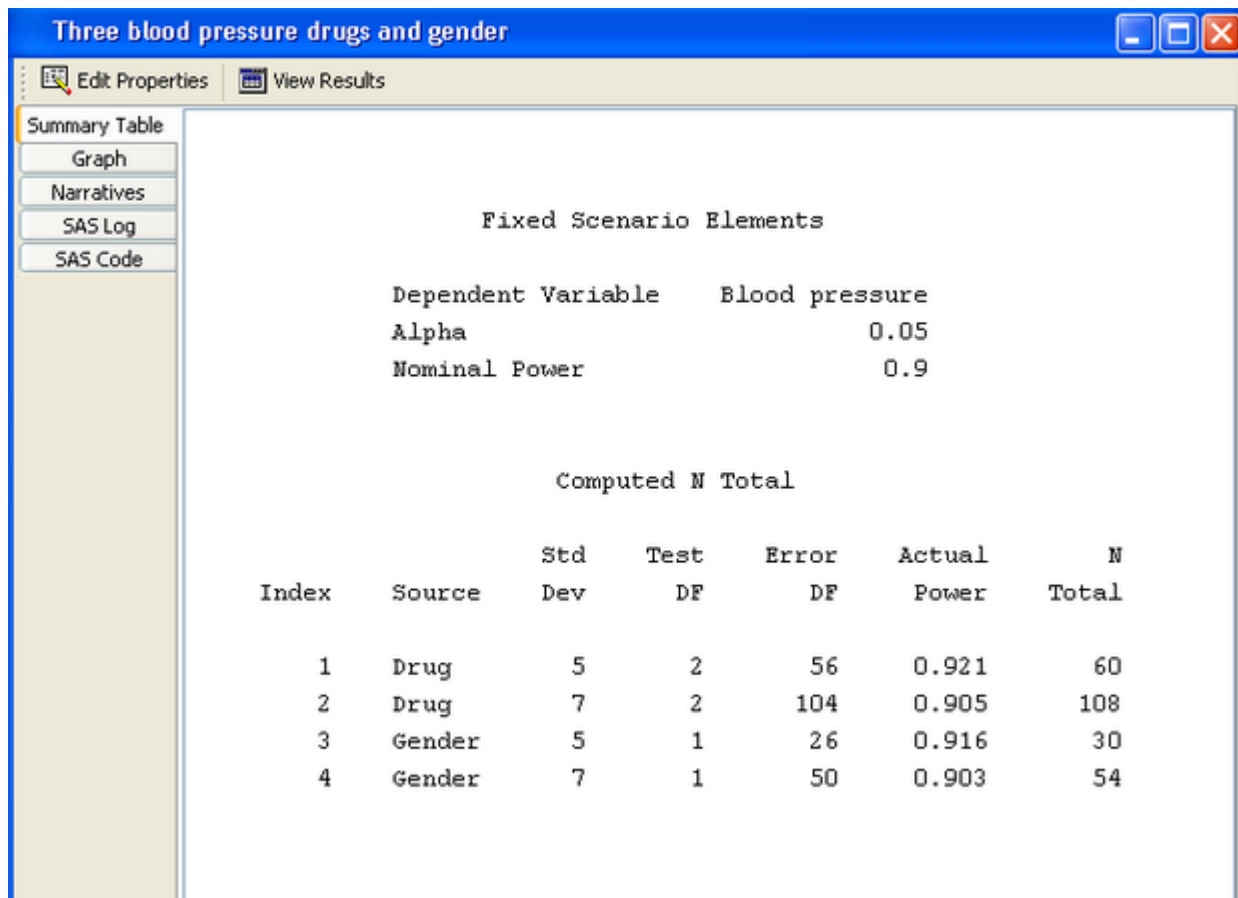 Three blood pressure drugs and gender
Edit Properties View Results
Summary Table
Graph
Narratives
SAS Log
SAS Code
Fixed Scenario Elements
Dependent Variable Blood pressure
Alpha 0.05
Nominal Power 0.9
Computed N Total
Std Test Error Actual N
Index Source Dev DF DF Power Total
1 Drug 5 2 56 0.921 60
2 Drug 7 2 104 0.905 108
3 Gender 5 1 26 0.916 30
4 Gender 7 1 50 0.903 54